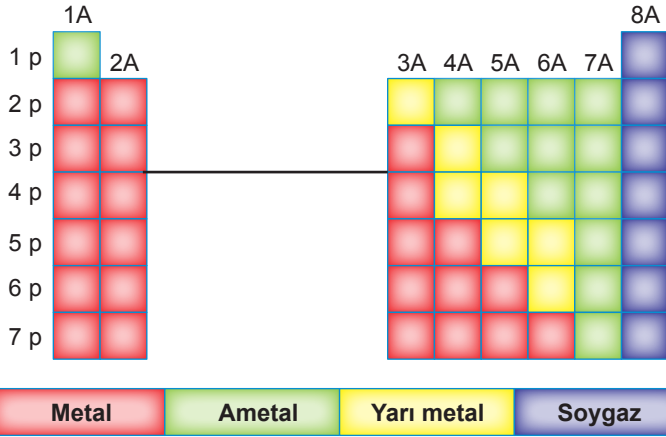 1A 8A
1 p 2A 3A 4A 5A 6A 7A
2 p
3 p
4 p
5 p
6 p
7 p
Metal Ametal Yarı metal Soygaz